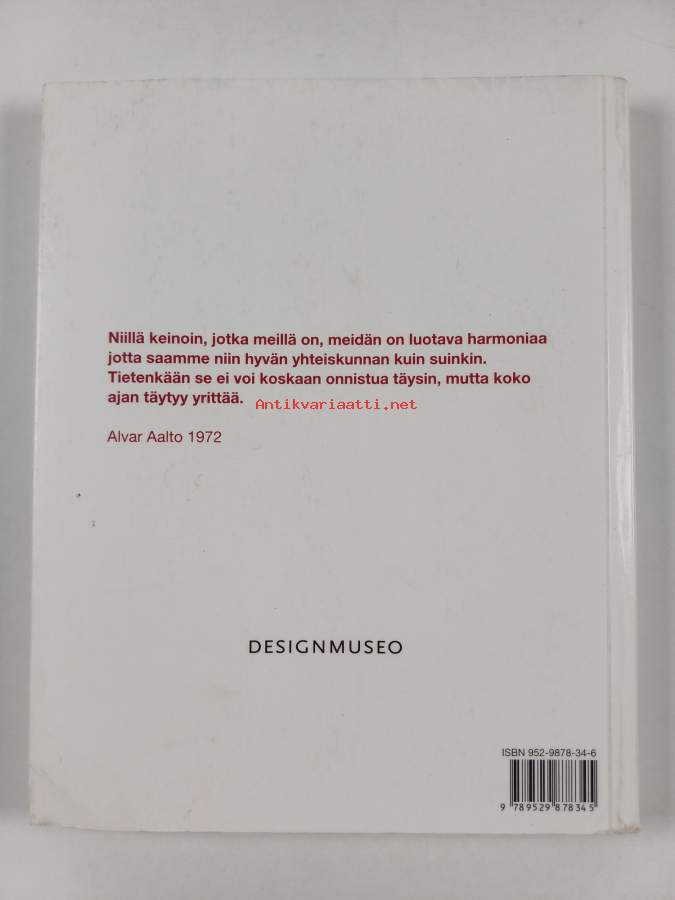 Niillä keinoin, jotka meillä on, meidän on luotava harmoniaa
jotta saamme niin hyvän yhteiskunnan kuin suinkin.
Tietenkään se ei voi koskaan onnistua täysin, mutta koko
ajan täytyy yrittää.
Antikvariaatti.net
Alvar Aalto 1972
DESIGNMUSEO
ISBN 952-9878-34-6
9 789529 878345